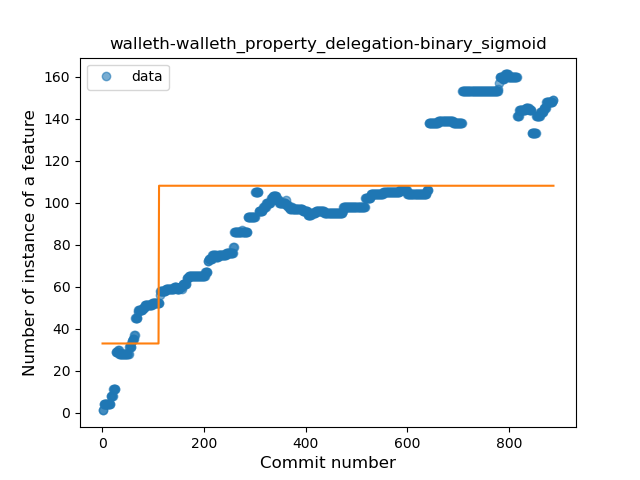 walleth-walleth_property_delegation-binary_sigmoid
data
Number of instance of a feature
160
140
120
100
80
60
40
20
0
0 200 400 600 800
Commit number